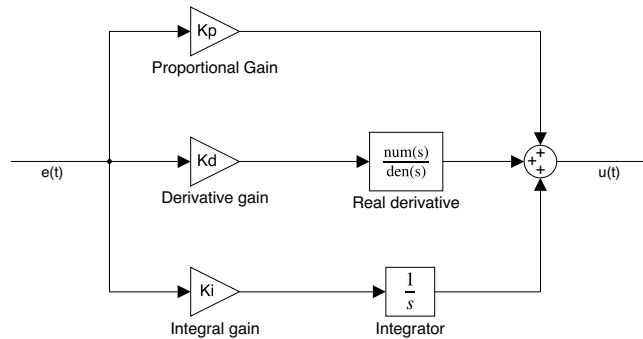 Kp
Proportional Gain
e(t)
Kd
Derivative gain
num(s)
den(s)
Real derivative
+
+
+
u(t)
Ki
Integral gain
1
s
Integrator